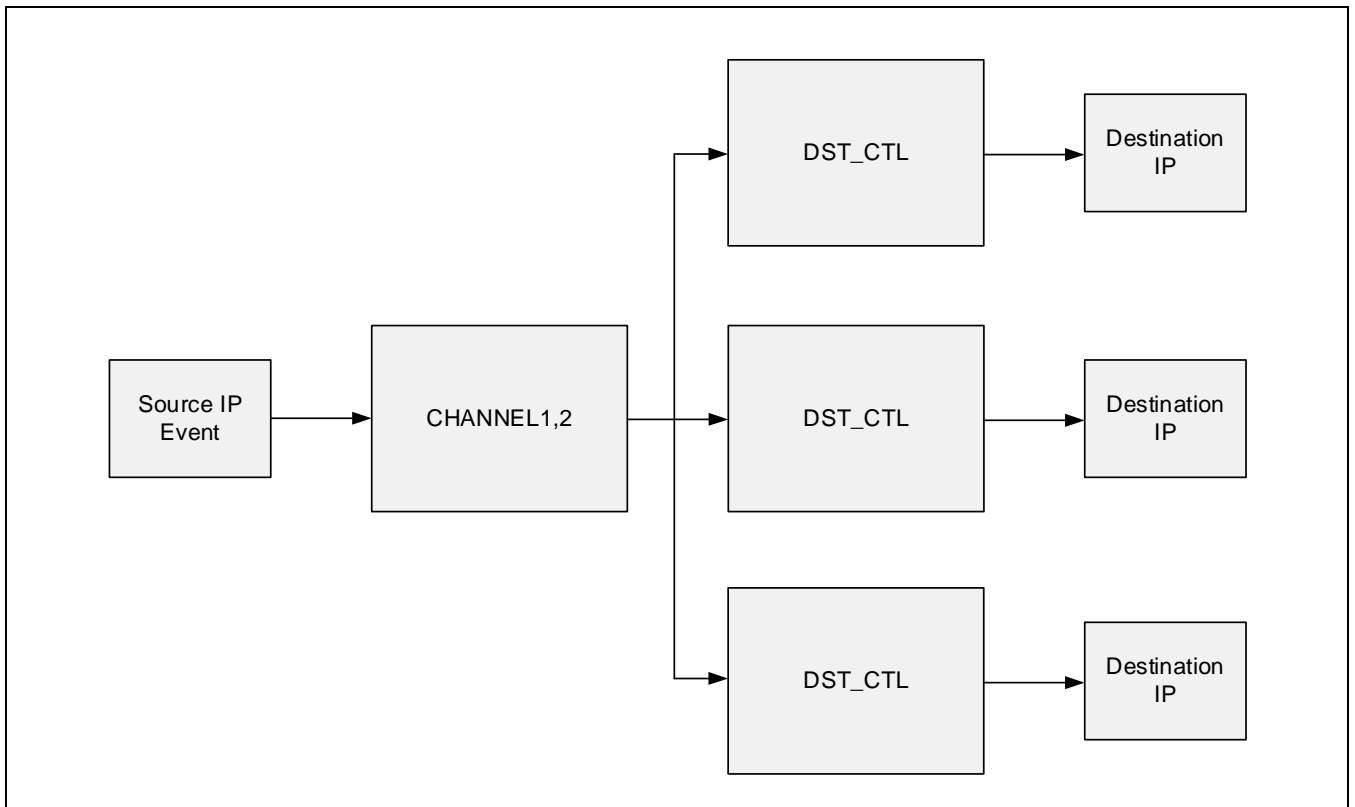 DST_CTL
Destination
IP
Source IP
Event
CHANNEL1,2
DST_CTL
Destination
IP
DST_CTL
Destination
IP